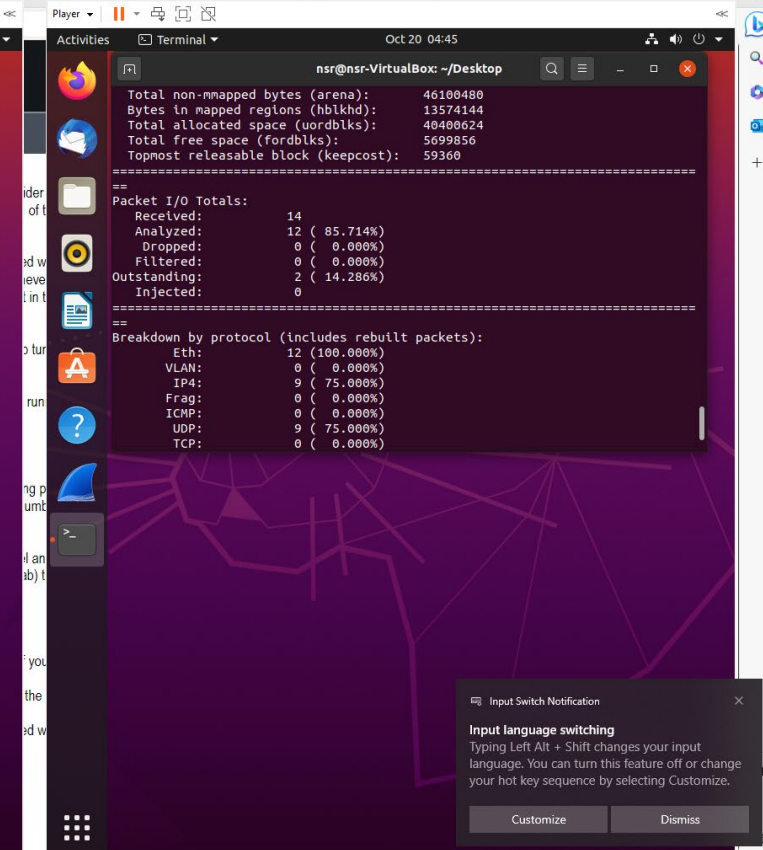 Player
Activities
Terminal
Oct 20 04:45
nsr@nsr-VirtualBox: ~/Desktop
Total non-mmapped bytes (arena): 46100480
Bytes in mapped regions (hblkhd): 13574144
Total allocated space (uordblks): 40400624
Total free space (fordblks): 5699856
Topmost releasable block (keepcost): 59360
===============================================================================
==
Packet I/O Totals:
Received: 14
Analyzed: 12 ( 85.714%)
Dropped: 0 ( 0.000%)
Filtered: 0 ( 0.000%)
Outstanding: 2 ( 14.286%)
Injected: 0
===============================================================================
==
Breakdown by protocol (includes rebuilt packets):
Eth: 12 (100.000%)
VLAN: 0 ( 0.000%)
IP4: 9 ( 75.000%)
Frag: 0 ( 0.000%)
ICMP: 0 ( 0.000%)
UDP: 9 ( 75.000%)
TCP: 0 ( 0.000%)
of t
t in t
run
the
Input Switch Notification
Input language switching
Typing Left Alt + Shift changes your input
language. You can turn this feature off or change
your hot key sequence by selecting Customize.
Customize
Dismiss